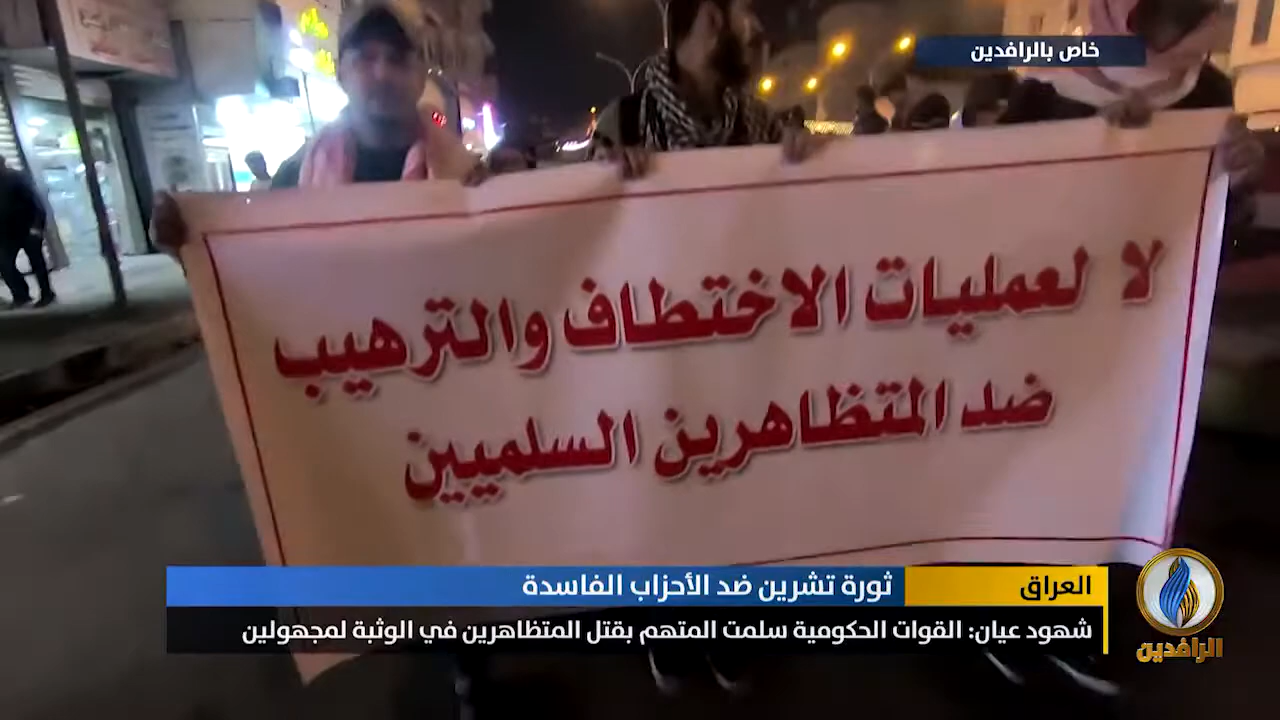 خاص بالرافدين
لا لعمليات الاختطاف والترهيب
ضد المتظاهرين السلميين
العراق
ثورة تشرين ضد الأحزاب الفاسدة
شهود عيان: القوات الحكومية سلمت المتهم بقتل المتظاهرين في الوثبة لمجهولين
الرافدين